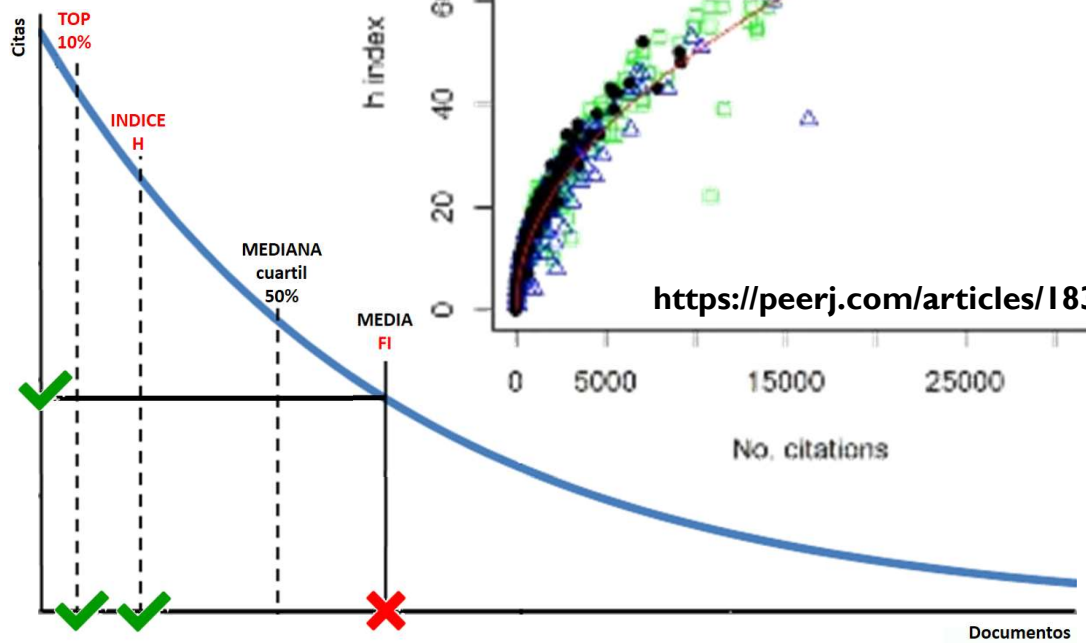 Citas
TOP
10%
INDICE
H
MEDIANA
cuartil
50%
MEDIA
FI
Documentos
h index
40
20
0
https://peerj.com/articles/183
0
5000
15000
25000
No. citations